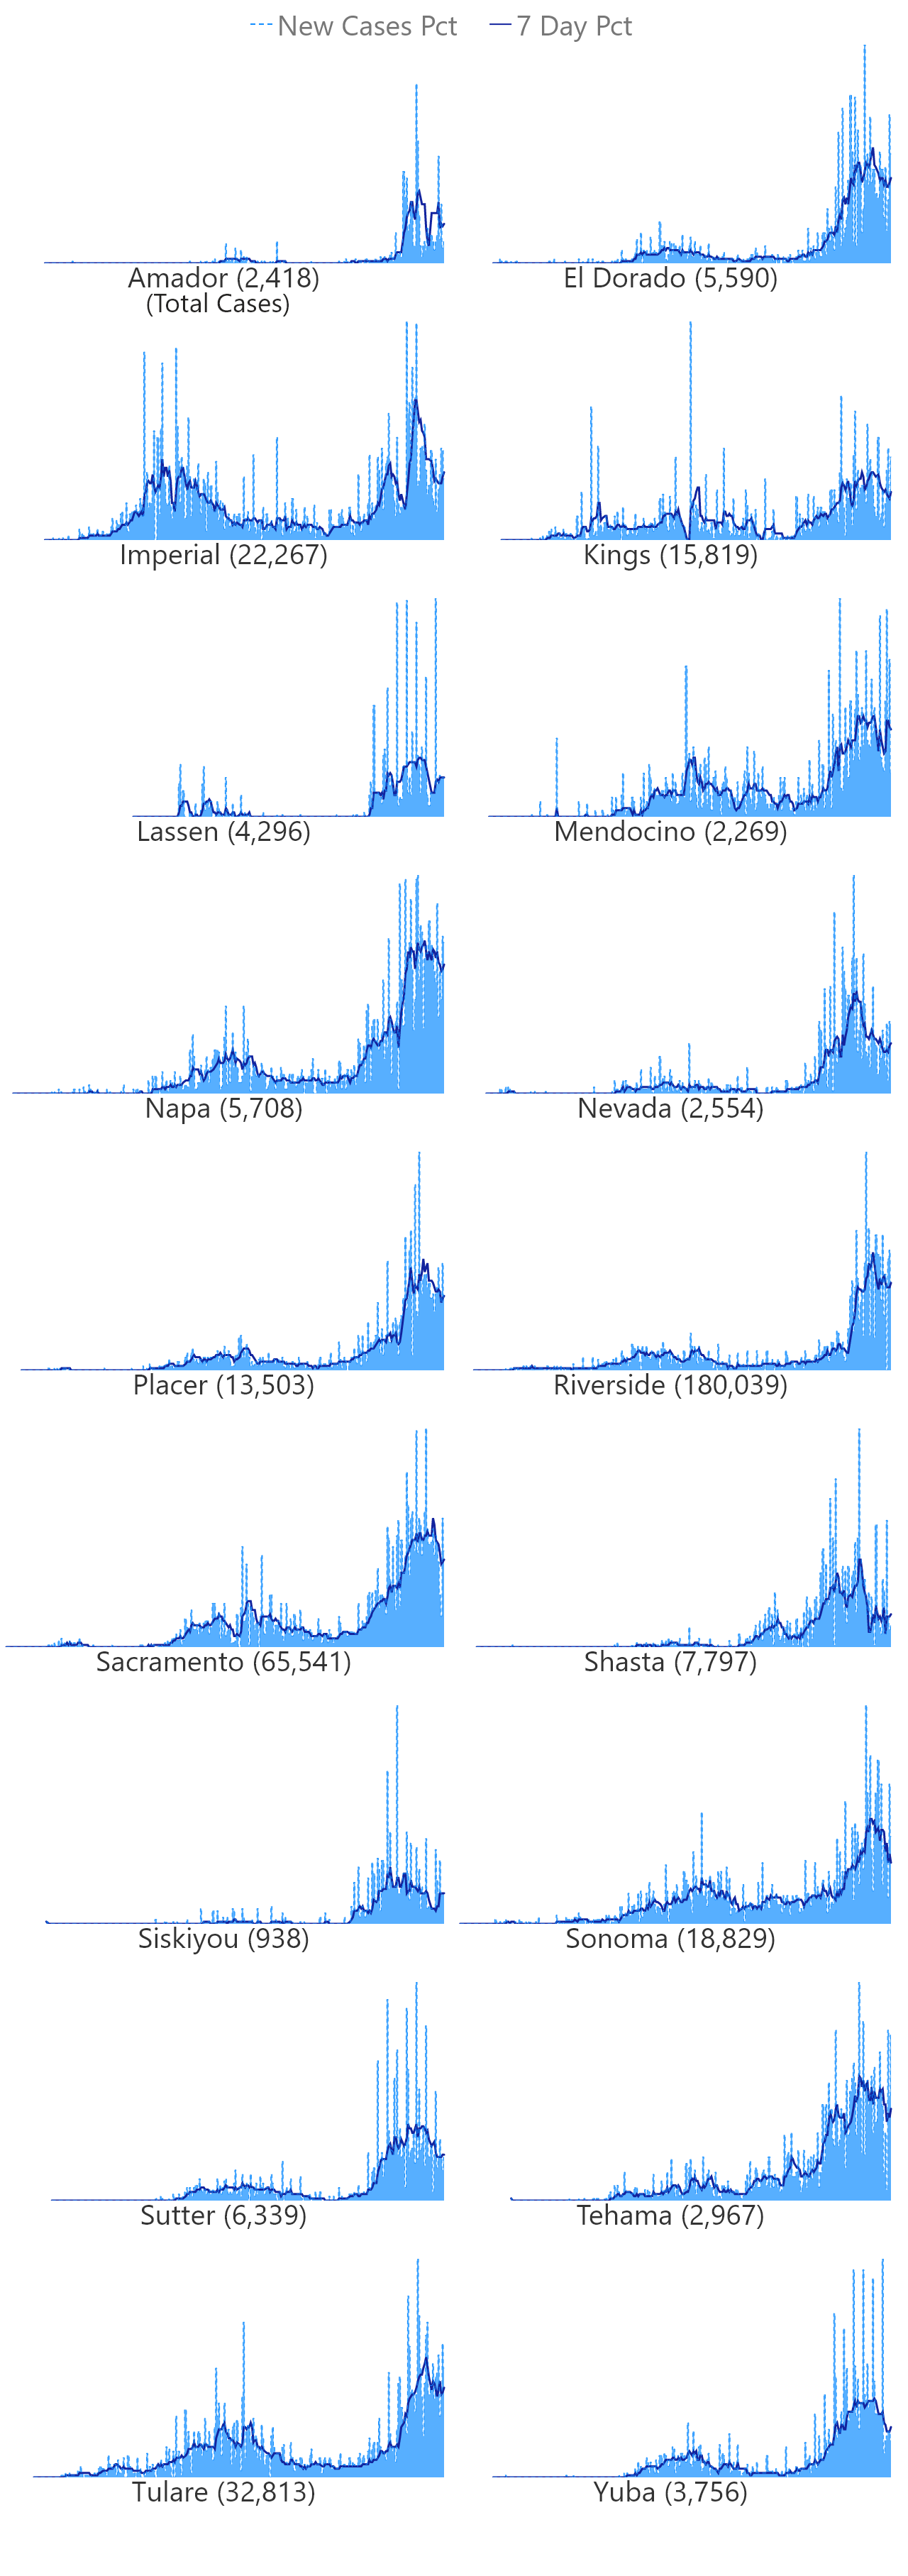 New Cases Pct 7 Day Pct
Amador (2,418)
(Total Cases)
El Dorado (5,590)
Imperial (22,267)
Kings (15,819)
Lassen (4,296)
Mendocino (2,269)
Napa (5,708)
Nevada (2,554)
Placer (13,503)
Riverside (180,039)
Sacramento (65,541)
Shasta (7,797)
Siskiyou (938)
Sonoma (18,829)
Sutter (6,339)
Tehama (2,967)
Tulare (32,813)
Yuba (3,756)